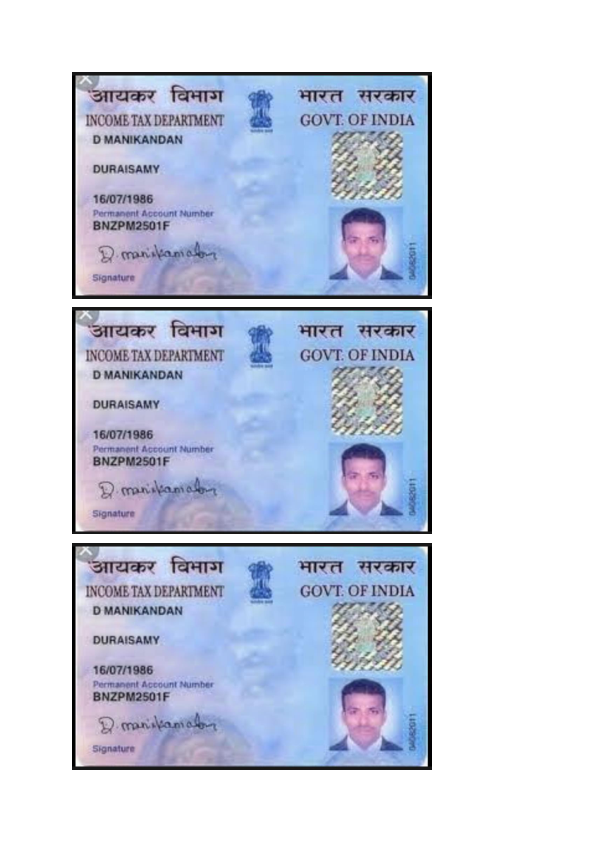 आयकर विभाग
भारत सरकार
INCOME TAX DEPARTMENT
GOVT. OF INDIA
D MANIKANDAN
DURAISAMY
16/07/1986
Permanent Account Number
BNZPM2501F
D. manikandan
Signature
04062011
आयकर विभाग
भारत सरकार
INCOME TAX DEPARTMENT
GOVT. OF INDIA
D MANIKANDAN
DURAISAMY
16/07/1986
Permanent Account Number
BNZPM2501F
D. manikandan
Signature
04062011
आयकर विभाग
भारत सरकार
INCOME TAX DEPARTMENT
GOVT. OF INDIA
D MANIKANDAN
DURAISAMY
16/07/1986
Permanent Account Number
BNZPM2501F
D. manikandan
Signature
04062011